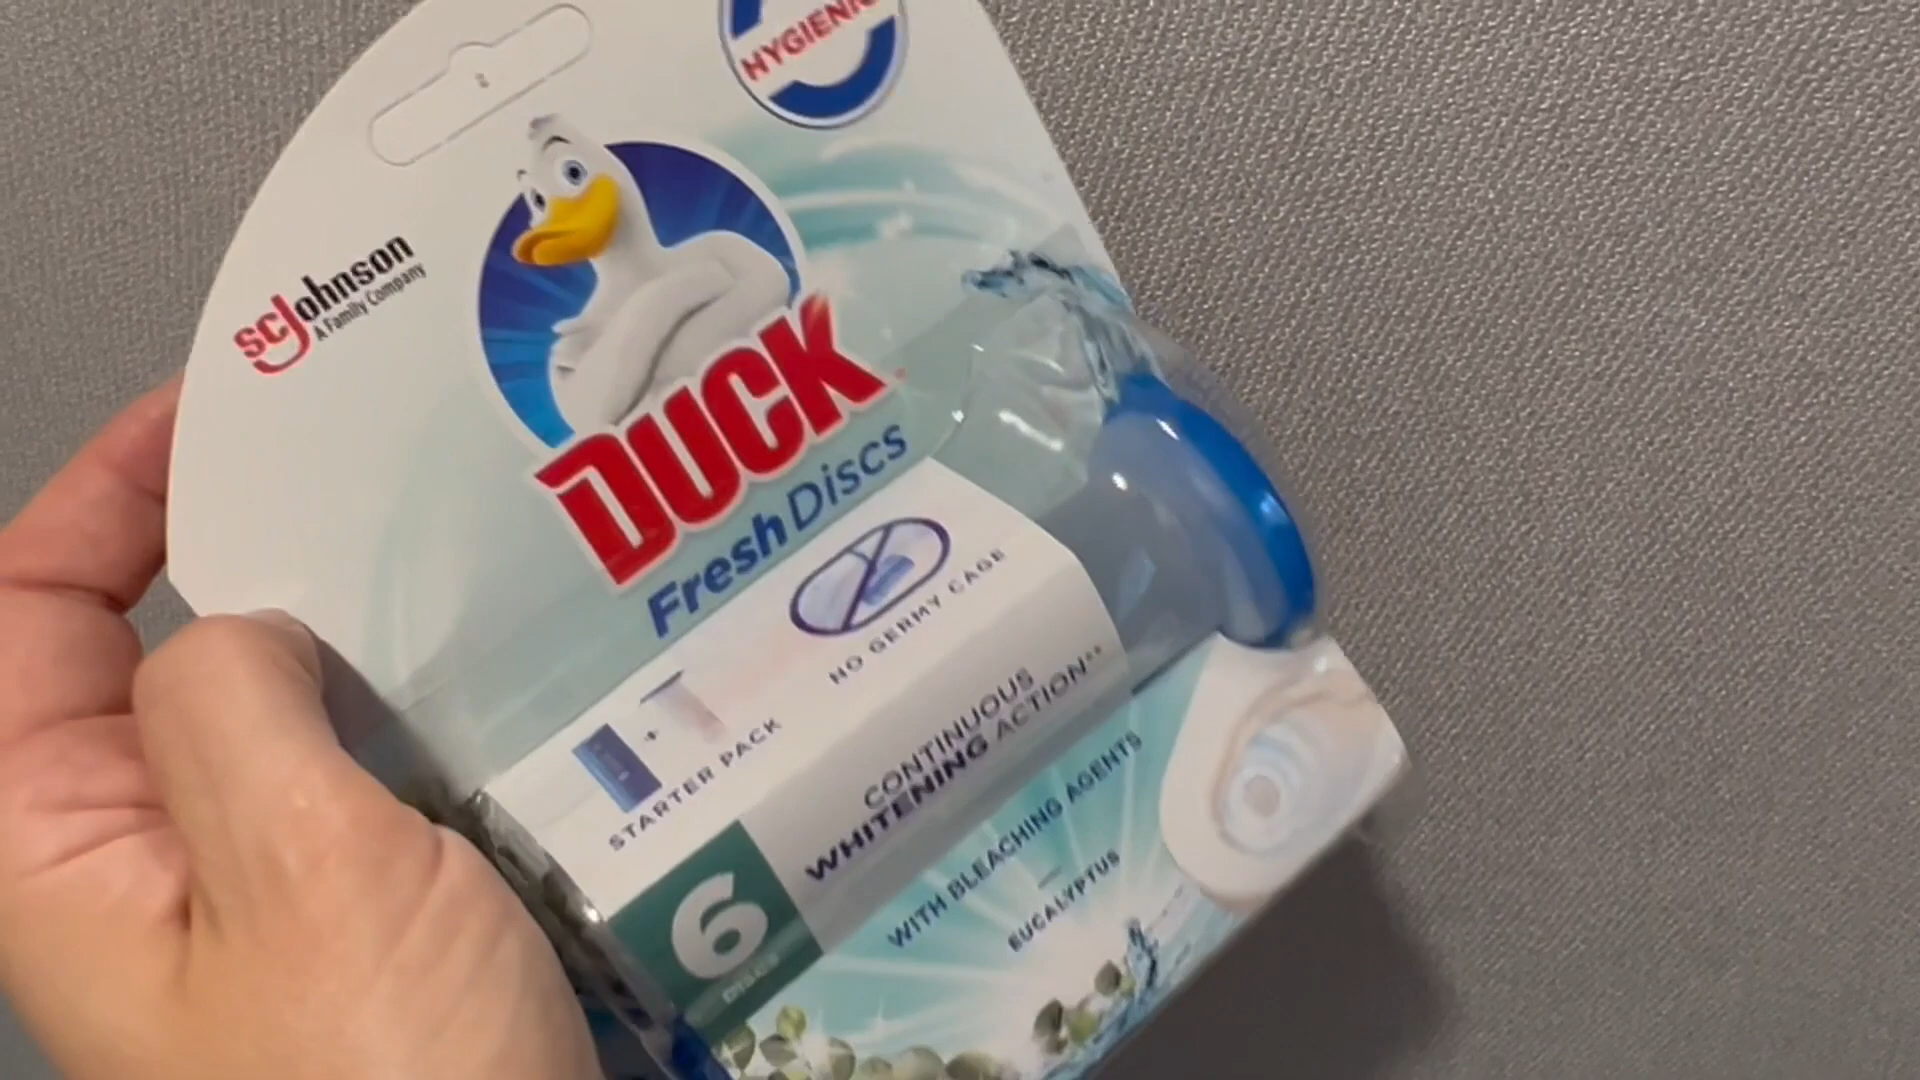 HYGIENIC
scJohnson
A Family Company
DUCK
Fresh Discs
NO GERMY CAGE
STARTER PACK
CONTINUOUS
WHITENING ACTION**
WITH BLEACHING AGENTS
EUCALYPTUS
6
DISCS